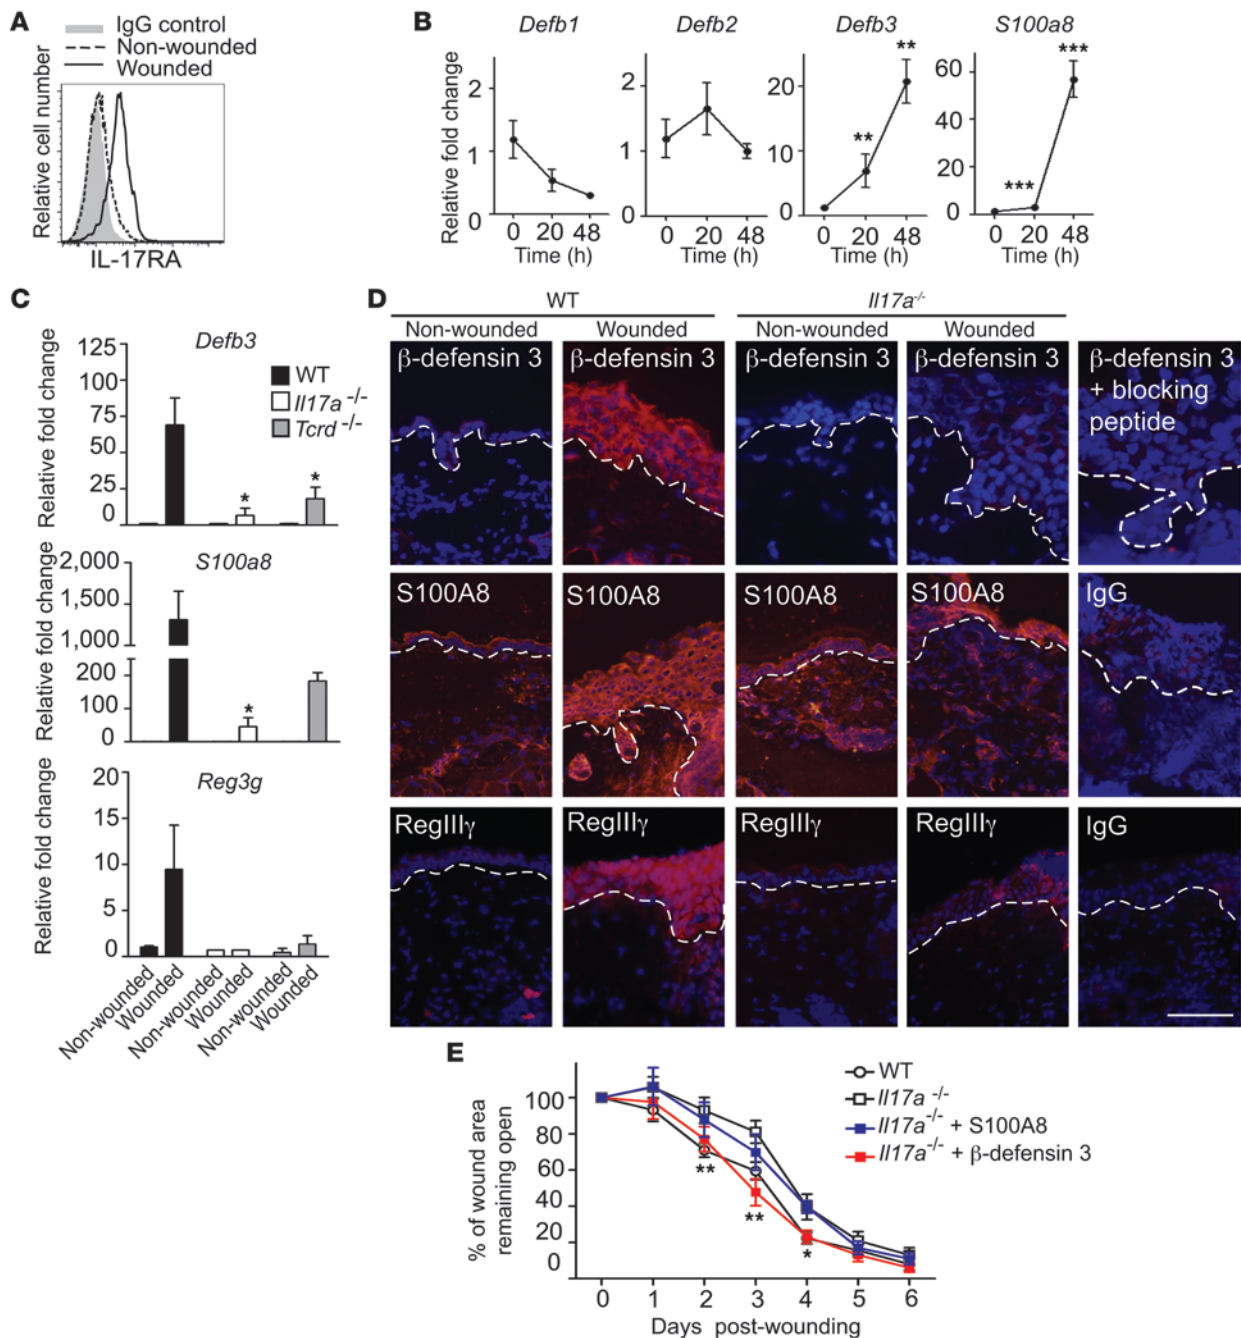 A
IgG control
Non-wounded
Wounded
Relative cell number
IL-17RA
B
Defb1
Defb2
Defb3
S100a8
Relative fold change
2
1
0
2
1
0
20
10
0
60
40
20
0
**
**
***
***
0 20 48
0 20 48
0 20 48
0 20 48
Time (h)
Time (h)
Time (h)
Time (h)
C
Defb3
Relative fold change
125
100
75
50
25
0
WT
Il17a -/-
Tcrd -/-
*
*
S100a8
Relative fold change
2,000
1,500
1,000
200
100
0
*
Reg3g
Relative fold change
20
15
10
5
0
Non-wounded
Wounded
Non-wounded
Wounded
Non-wounded
Wounded
D
WT
Il17a-/-
Non-wounded
Wounded
Non-wounded
Wounded
β-defensin 3
β-defensin 3
β-defensin 3
β-defensin 3
β-defensin 3
+ blocking
peptide
S100A8
S100A8
S100A8
S100A8
IgG
RegIIIγ
RegIIIγ
RegIIIγ
RegIIIγ
IgG
E
WT
Il17a -/-
Il17a-/- + S100A8
Il17a-/- + β-defensin 3
% of wound area
remaining open
100
80
60
40
20
0
**
**
*
0 1 2 3 4 5 6
Days post-wounding